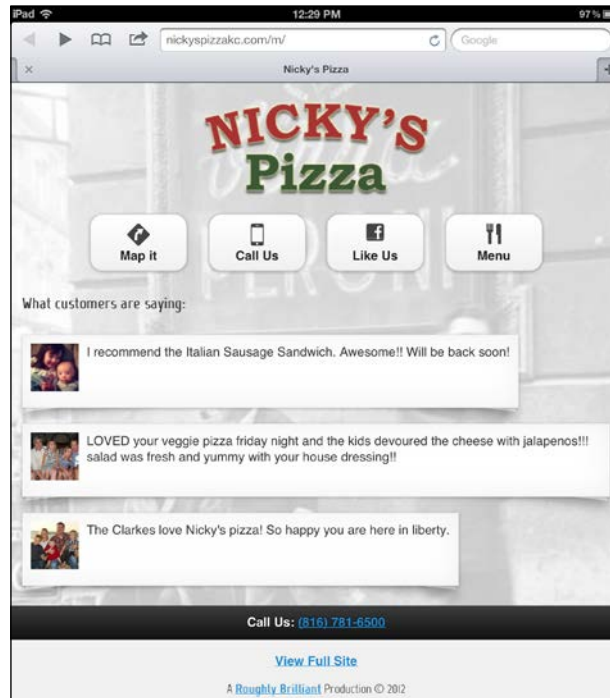 iPad 12:29 PM 97%
nickyspizzakc.com/m/ Google
Nicky's Pizza
NICKY'S
Pizza
Map it Call Us Like Us Menu
What customers are saying:
I recommend the Italian Sausage Sandwich. Awesome!! Will be back soon!
LOVED your veggie pizza friday night and the kids devoured the cheese with jalapenos!!!
salad was fresh and yummy with your house dressing!!
The Clarkes love Nicky's pizza! So happy you are here in liberty.
Call Us: (816) 781-6500
View Full Site
A Roughly Brilliant Production © 2012